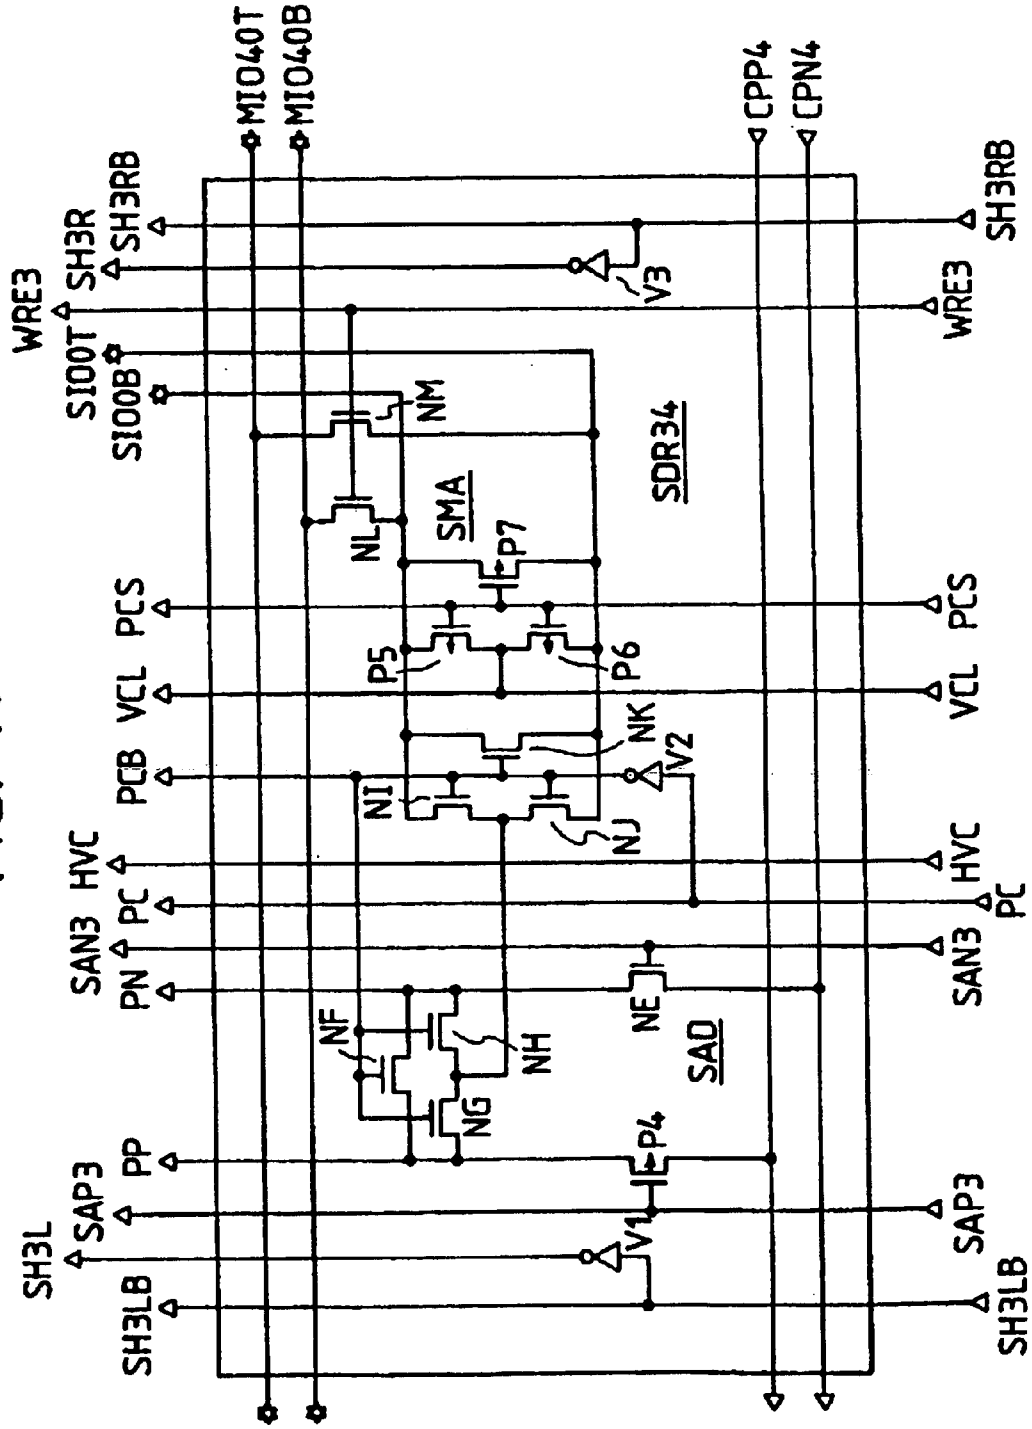 SH3LB
SH3L
SAP3
PP
PN
SAN3
PC
HVC
PCB
VCL
PCS
SIO0B
SIO0T
WRE3
SH3R
SH3RB
MIO40T
MIO40B
NF
NI
P5
NL
NM
SMA
NG
NH
P7
NJ
NK
P6
V1
P4
NE
V2
V3
SAD
SDR34
CPP4
CPN4
SH3LB
SAP3
SAN3
PC
HVC
VCL
PCS
WRE3
SH3RB